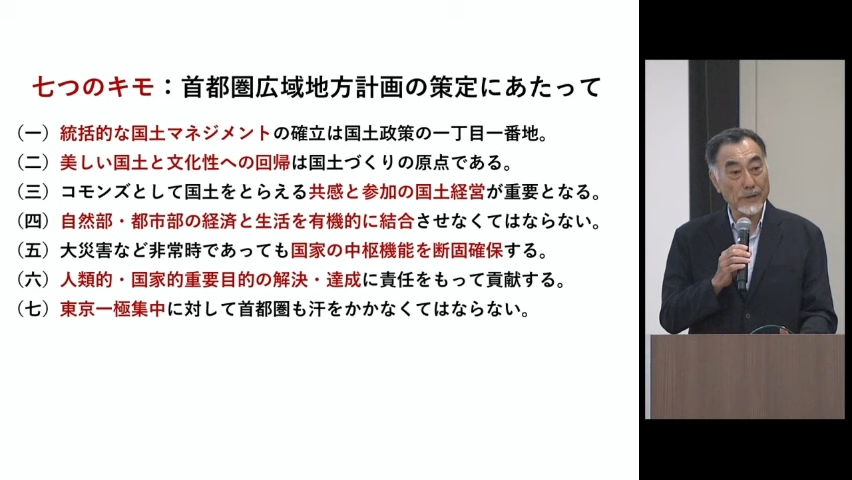 七つのキモ：首都圏広域地方計画の策定にあたって
（一）統括的な国土マネジメントの確立は国土政策の一丁目一番地。
（二）美しい国土と文化性への回帰は国土づくりの原点である。
（三）コモンズとして国土をとらえる共感と参加の国土経営が重要となる。
（四）自然部・都市部の経済と生活を有機的に結合させなくてはならない。
（五）大災害など非常時であっても国家の中枢機能を断固確保する。
（六）人類的・国家的重要目的の解決・達成に責任をもって貢献する。
（七）東京一極集中に対して首都圏も汗をかかなくてはならない。